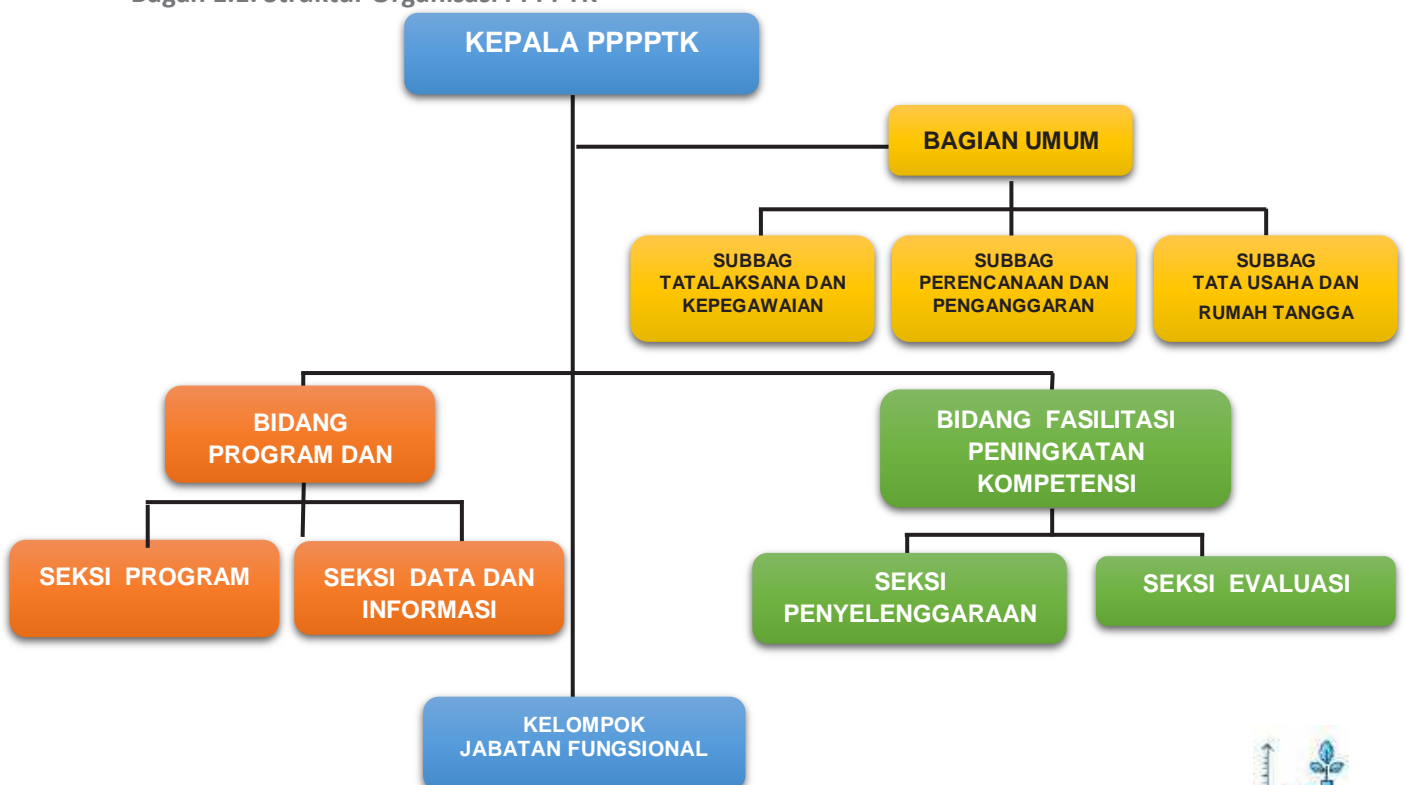 KEPALA PPPPTK
BAGIAN UMUM
SUBBAG
TATALAKSANA DAN
KEPEGAWAIAN
SUBBAG
PERENCANAAN DAN
PENGANGGARAN
SUBBAG
TATA USAHA DAN
RUMAH TANGGA
BIDANG
PROGRAM DAN
BIDANG FASILITASI
PENINGKATAN
KOMPETENSI
SEKSI PROGRAM
SEKSI DATA DAN
INFORMASI
SEKSI
PENYELENGGARAAN
SEKSI EVALUASI
KELOMPOK
JABATAN FUNGSIONAL